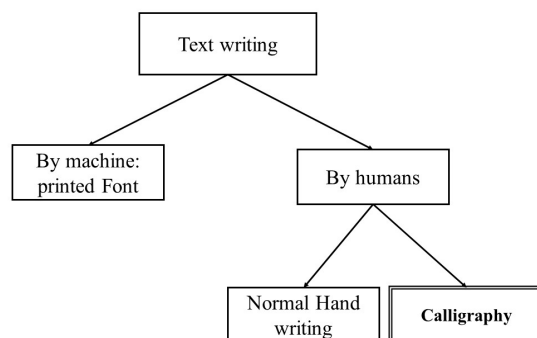 Text writing
By machine:
printed Font
By humans
Normal Hand
writing
Calligraphy